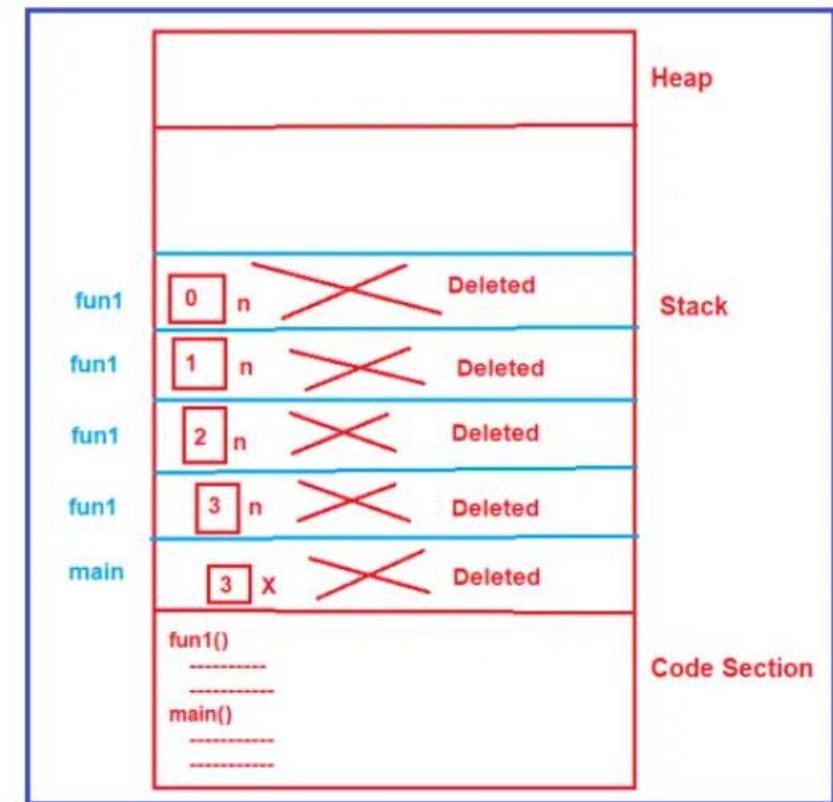 Heap
fun1 0 n Deleted
Stack
fun1 1 n Deleted
fun1 2 n Deleted
fun1 3 n Deleted
main 3 X Deleted
fun1()
----------
-----------
Code Section
main()
-----------
-----------